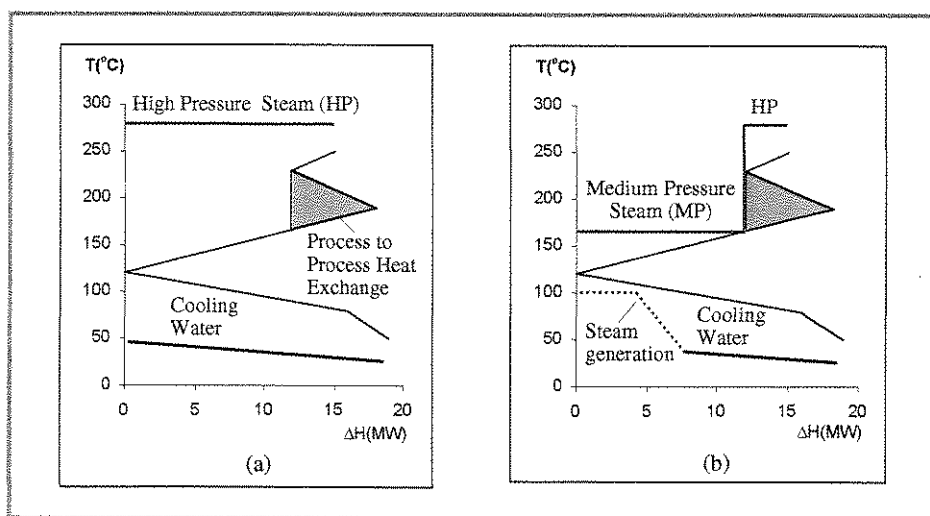 T(°C)
300
250
200
150
100
50
0
High Pressure Steam (HP)
Process to
Process Heat
Exchange
Cooling
Water
0
5
10
15
20
ΔH(MW)
(a)
T(°C)
300
250
200
150
100
50
0
HP
Medium Pressure
Steam (MP)
Steam
generation
Cooling
Water
0
5
10
15
20
ΔH(MW)
(b)